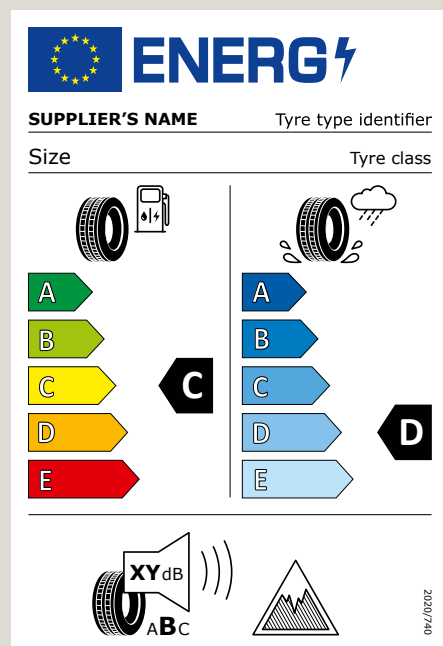 ENERG
SUPPLIER'S NAME Tyre type identifier
Size Tyre class
A A
B B
C C C
D D D
E E
XYdB
ABC
2020/740